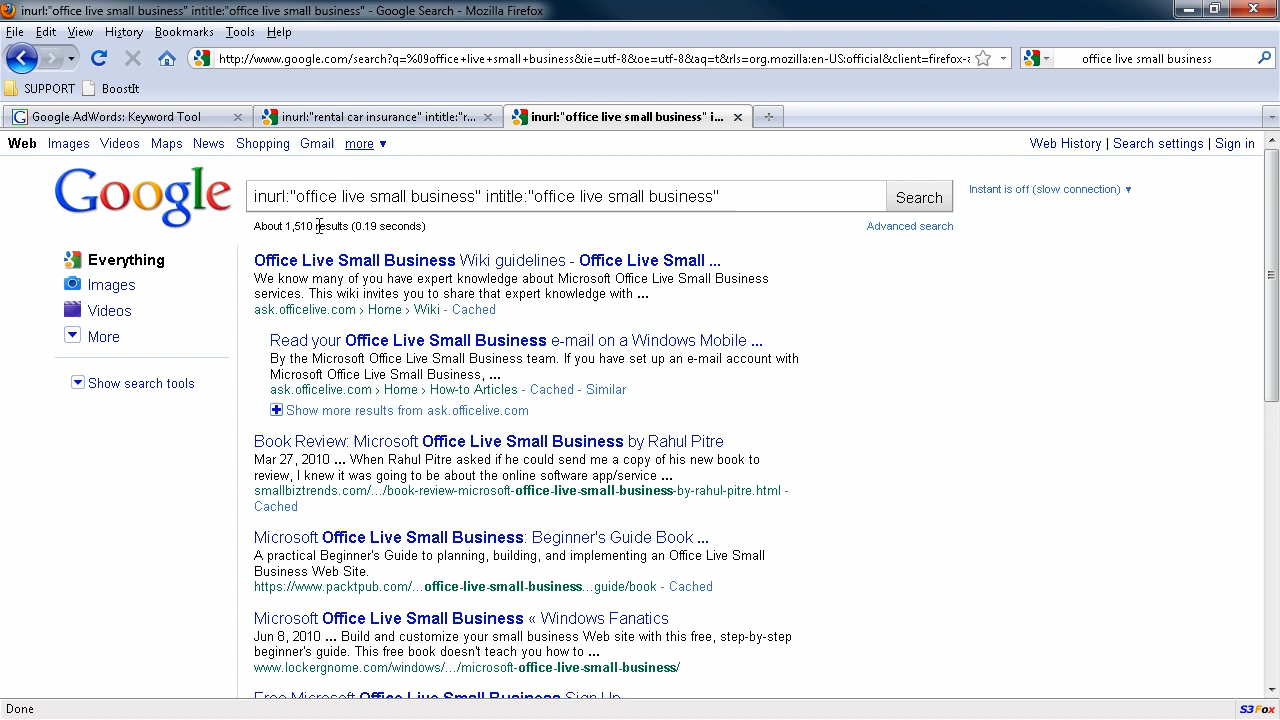 inurl:"office live small business" intitle:"office live small business" - Google Search - Mozilla Firefox
File Edit View History Bookmarks Tools Help
http://www.google.com/search?q=%09office+live+small+business&ie=utf-8&oe=utf-8&aq=t&rls=org.mozilla:en-US:official&client=firefox-a
office live small business
SUPPORT BoostIt
Google AdWords: Keyword Tool
inurl:"rental car insurance" intitle:"r...
inurl:"office live small business" i...
Web Images Videos Maps News Shopping Gmail more ▼
Web History | Search settings | Sign in
Google
inurl:"office live small business" intitle:"office live small business"
Search
Instant is off (slow connection) ▼
About 1,510 results (0.19 seconds)
Advanced search
Everything
Images
Videos
More
Show search tools
Office Live Small Business Wiki guidelines - Office Live Small ...
We know many of you have expert knowledge about Microsoft Office Live Small Business
services. This wiki invites you to share that expert knowledge with ...
ask.officelive.com › Home › Wiki - Cached
Read your Office Live Small Business e-mail on a Windows Mobile ...
By the Microsoft Office Live Small Business team. If you have set up an e-mail account with
Microsoft Office Live Small Business, ...
ask.officelive.com › Home › How-to Articles - Cached - Similar
Show more results from ask.officelive.com
Book Review: Microsoft Office Live Small Business by Rahul Pitre
Mar 27, 2010 ... When Rahul Pitre asked if he could send me a copy of his new book to
review, I knew it was going to be about the online software app/service ...
smallbiztrends.com/.../book-review-microsoft-office-live-small-business-by-rahul-pitre.html -
Cached
Microsoft Office Live Small Business: Beginner's Guide Book ...
A practical Beginner's Guide to planning, building, and implementing an Office Live Small
Business Web Site.
https://www.packtpub.com/...office-live-small-business...guide/book - Cached
Microsoft Office Live Small Business « Windows Fanatics
Jun 8, 2010 ... Build and customize your small business Web site with this free, step-by-step
beginner's guide. This free book doesn't teach you how to ...
www.lockergnome.com/windows/.../microsoft-office-live-small-business/
Free Microsoft Office Live Small Business Sign Up
Done
S3Fox